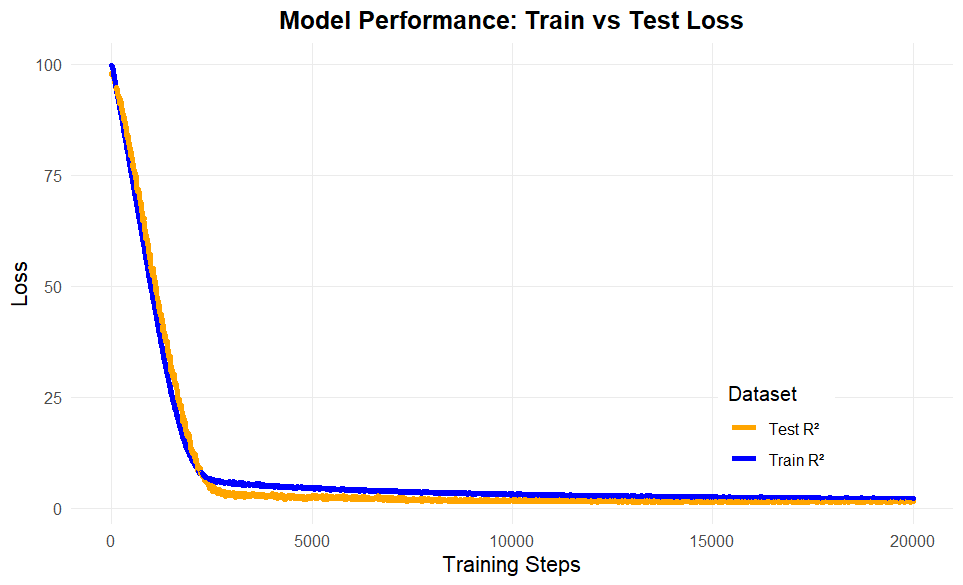 Model Performance: Train vs Test Loss
100
75
50
25
0
Loss
Dataset
Test R²
Train R²
0 5000 10000 15000 20000
Training Steps